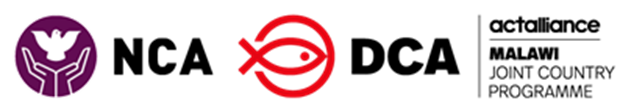 NCA
DCA
actalliance
MALAWI
JOINT COUNTRY
PROGRAMME